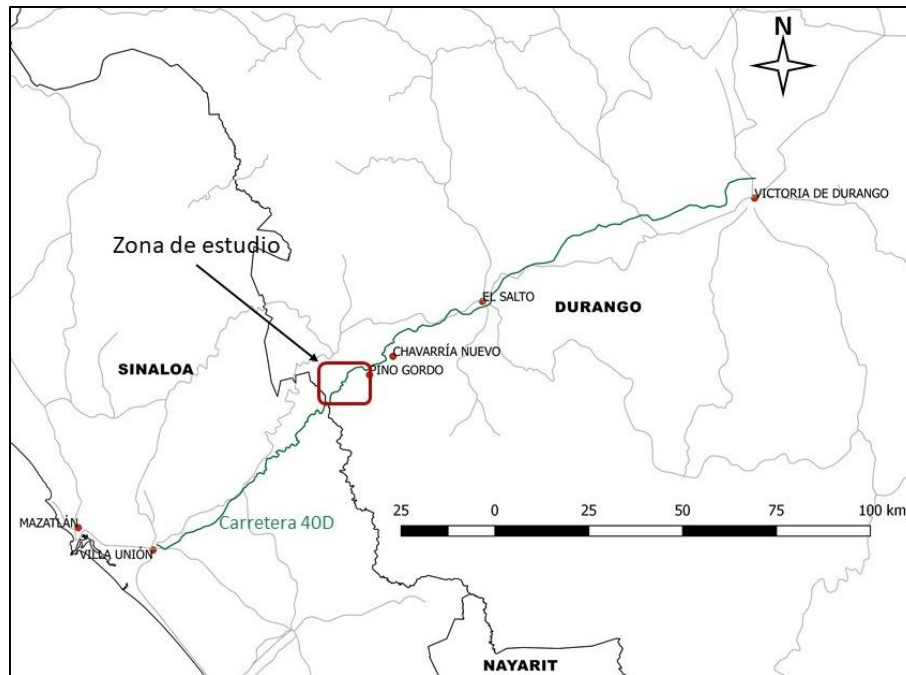 N
VICTORIA DE DURANGO
Zona de estudio
EL SALTO
DURANGO
CHAVARRÍA NUEVO
SINALOA
PINO GORDO
25 0 25 50 75 100 km
Carretera 40D
MAZATLÁN
VILLA UNIÓN
NAYARIT